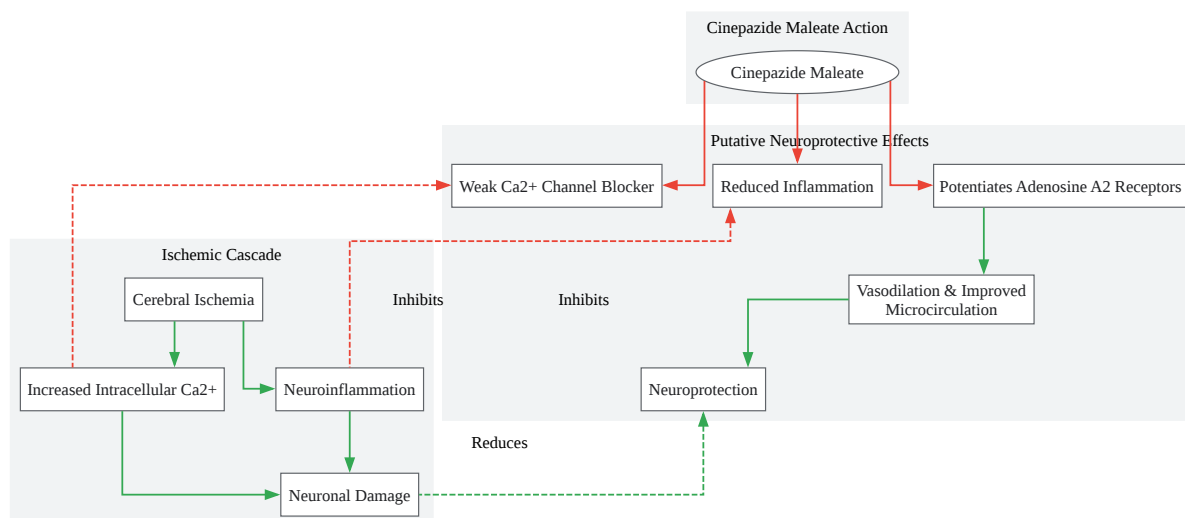 Cinepazide Maleate Action
Cinepazide Maleate
Putative Neuroprotective Effects
Weak Ca2+ Channel Blocker
Reduced Inflammation
Potentiates Adenosine A2 Receptors
Ischemic Cascade
Cerebral Ischemia
Inhibits
Inhibits
Vasodilation & Improved
Microcirculation
Increased Intracellular Ca2+
Neuroinflammation
Neuroprotection
Reduces
Neuronal Damage